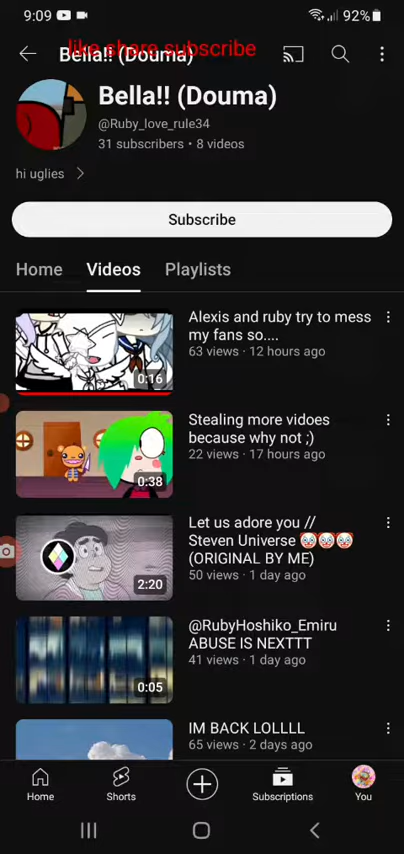 9:09
92%
like share subscribe
Bella!! (Douma)
Bella!! (Douma)
@Ruby_love_rule34
31 subscribers • 8 videos
hi uglies
Subscribe
Home
Videos
Playlists
Alexis and ruby try to mess
my fans so....
63 views · 12 hours ago
0:16
Stealing more vidoes
because why not ;)
22 views · 17 hours ago
0:38
Let us adore you //
Steven Universe 🤡🤡🤡
(ORIGINAL BY ME)
50 views · 1 day ago
2:20
@RubyHoshiko_Emiru
ABUSE IS NEXTTT
41 views · 1 day ago
0:05
IM BACK LOLLLL
65 views · 2 days ago
Home
Shorts
Subscriptions
You